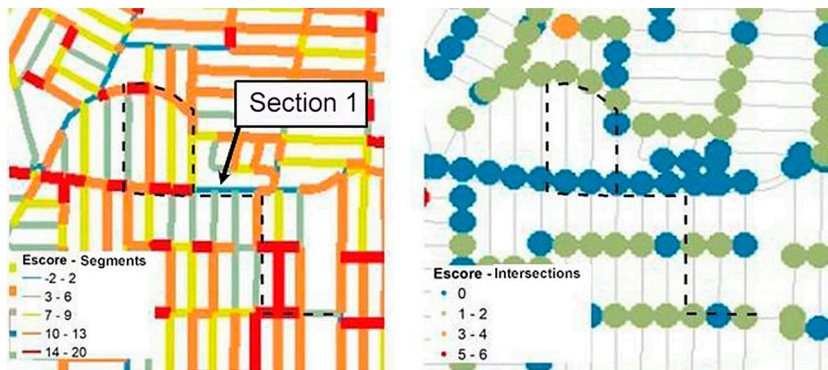 Section 1
Escore - Segments
-2 - 2
3 - 6
7 - 9
10 - 13
14 - 20
Escore - Intersections
0
1 - 2
3 - 4
5 - 6